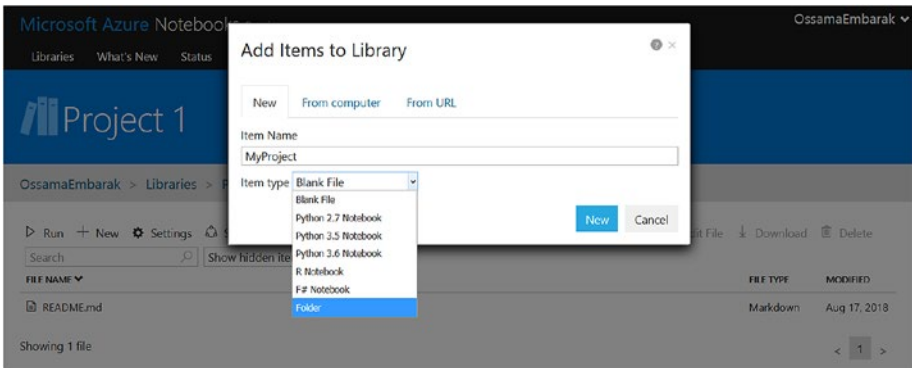 Microsoft Azure Notebook
OssamaEmbarak
Libraries What's New Status
Add Items to Library
Project 1
New From computer From URL
Item Name
MyProject
OssamaEmbarak > Libraries >
Item type Blank File
Blank File
Python 2.7 Notebook
Python 3.5 Notebook
Python 3.6 Notebook
R Notebook
F# Notebook
Folder
New Cancel
Run + New Settings
File Download Delete
Search
Show hidden ite
FILE NAME
FILE TYPE MODIFIED
README.md
Markdown Aug 17, 2018
Showing 1 file
< 1 >